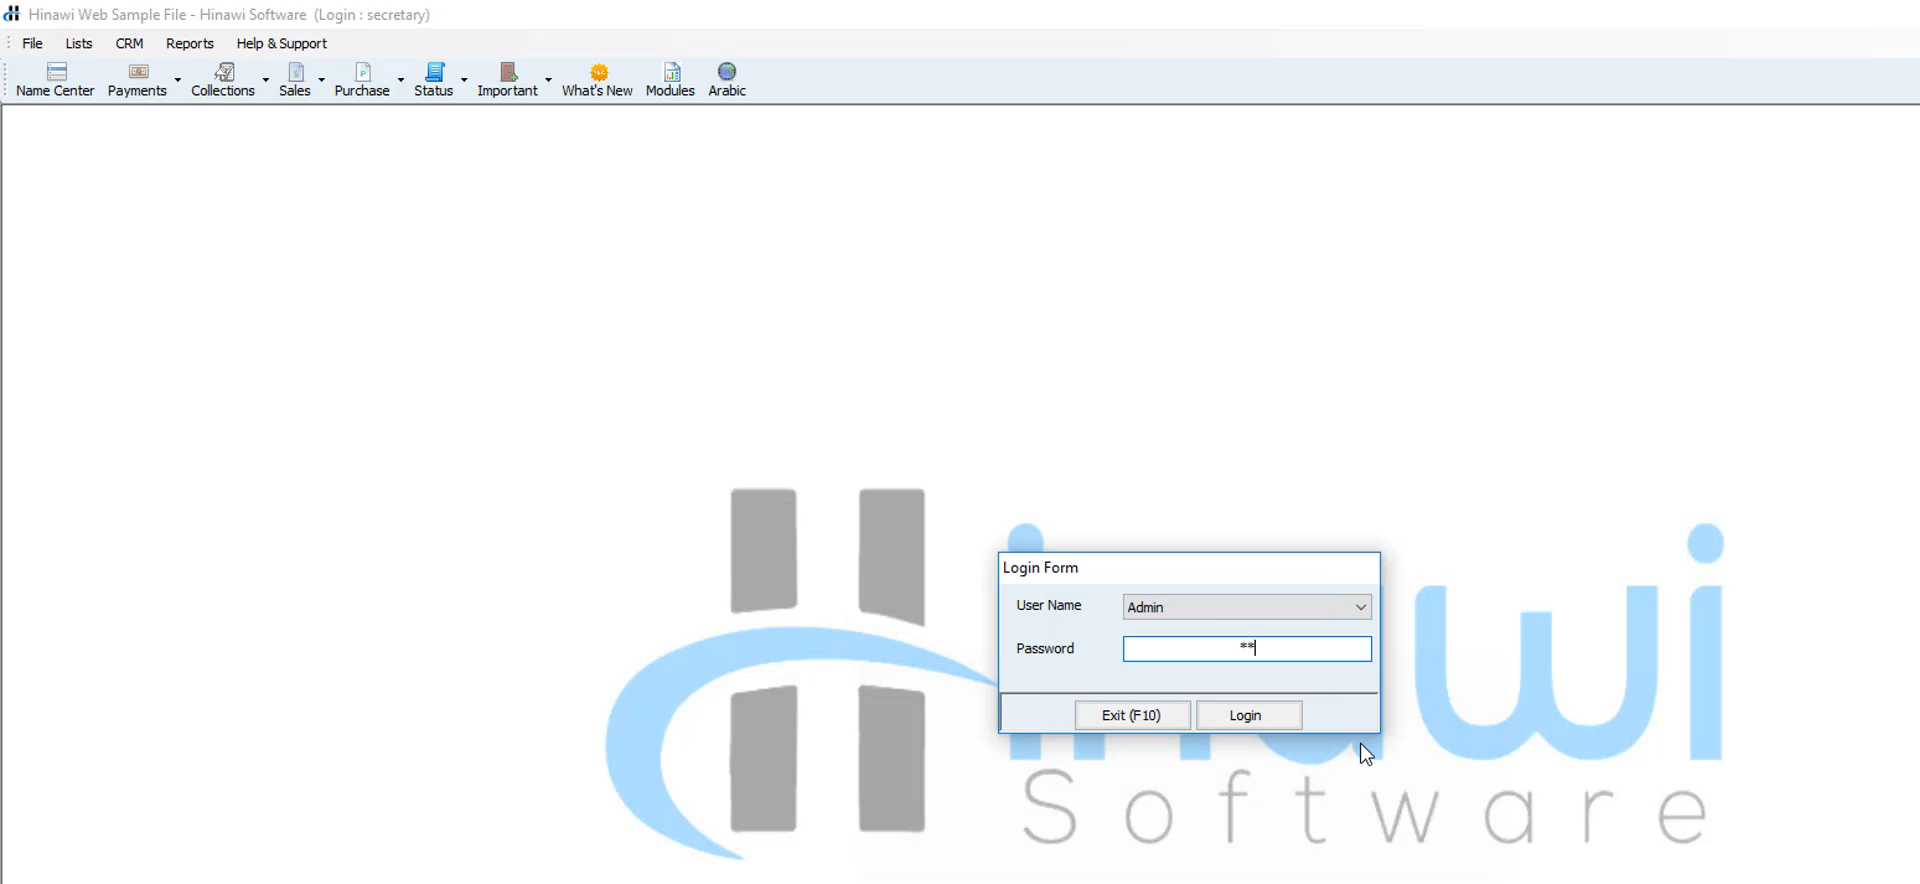 Hinawi Web Sample File - Hinawi Software (Login : secretary)
File Lists CRM Reports Help & Support
Name Center Payments Collections Sales Purchase Status Important What's New Modules Arabic
Login Form
User Name Admin
Password **
Exit (F10) Login
Software